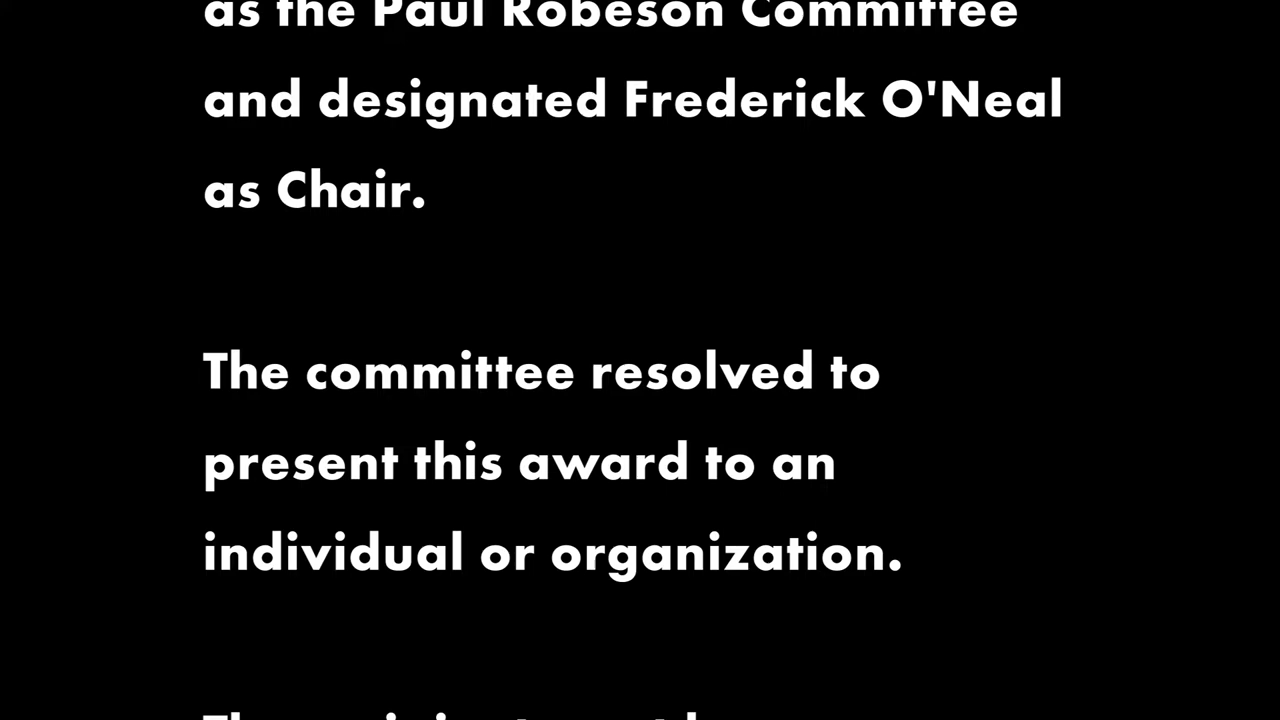 as the Paul Robeson Committee
and designated Frederick O'Neal
as Chair.
The committee resolved to
present this award to an
individual or organization.